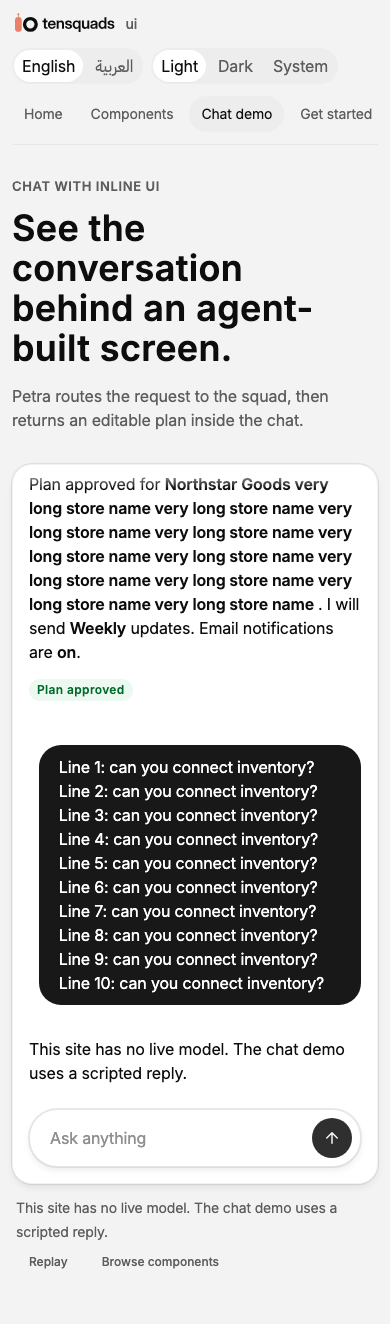 tensquads ui
English العربية Light Dark System
Home Components Chat demo Get started
CHAT WITH INLINE UI
See the
conversation
behind an agent-
built screen.
Petra routes the request to the squad, then
returns an editable plan inside the chat.
Plan approved for Northstar Goods very
long store name very long store name very
long store name very long store name very
long store name very long store name very
long store name very long store name very
long store name very long store name . I will
send Weekly updates. Email notifications
are on.
Plan approved
Line 1: can you connect inventory?
Line 2: can you connect inventory?
Line 3: can you connect inventory?
Line 4: can you connect inventory?
Line 5: can you connect inventory?
Line 6: can you connect inventory?
Line 7: can you connect inventory?
Line 8: can you connect inventory?
Line 9: can you connect inventory?
Line 10: can you connect inventory?
This site has no live model. The chat demo
uses a scripted reply.
Ask anything
This site has no live model. The chat demo uses a
scripted reply.
Replay Browse components